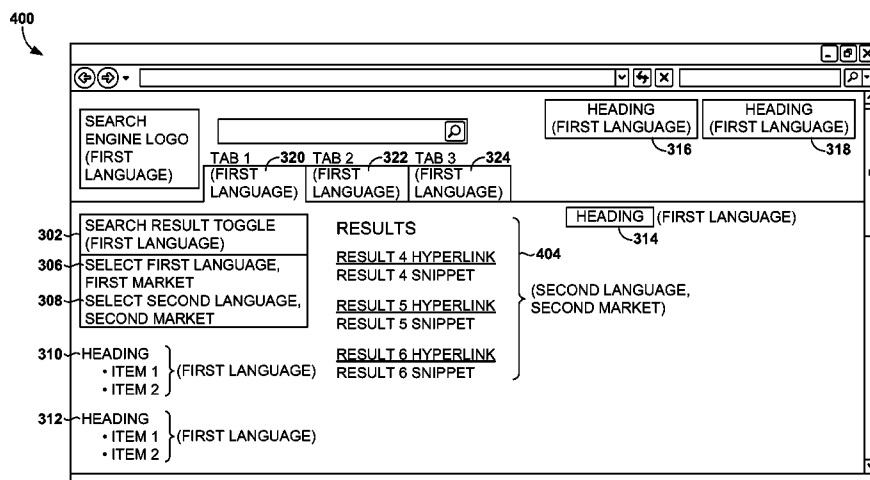 400
SEARCH
ENGINE LOGO
(FIRST
LANGUAGE)
HEADING
(FIRST LANGUAGE)
316
HEADING
(FIRST LANGUAGE)
318
TAB 1
(FIRST
LANGUAGE)
320
TAB 2
(FIRST
LANGUAGE)
322
TAB 3
(FIRST
LANGUAGE)
324
302
SEARCH RESULT TOGGLE
(FIRST LANGUAGE)
306
SELECT FIRST LANGUAGE,
FIRST MARKET
308
SELECT SECOND LANGUAGE,
SECOND MARKET
310
HEADING
• ITEM 1
• ITEM 2
(FIRST LANGUAGE)
312
HEADING
• ITEM 1
• ITEM 2
(FIRST LANGUAGE)
RESULTS
RESULT 4 HYPERLINK
RESULT 4 SNIPPET
RESULT 5 HYPERLINK
RESULT 5 SNIPPET
RESULT 6 HYPERLINK
RESULT 6 SNIPPET
404
(SECOND LANGUAGE,
SECOND MARKET)
HEADING (FIRST LANGUAGE)
314